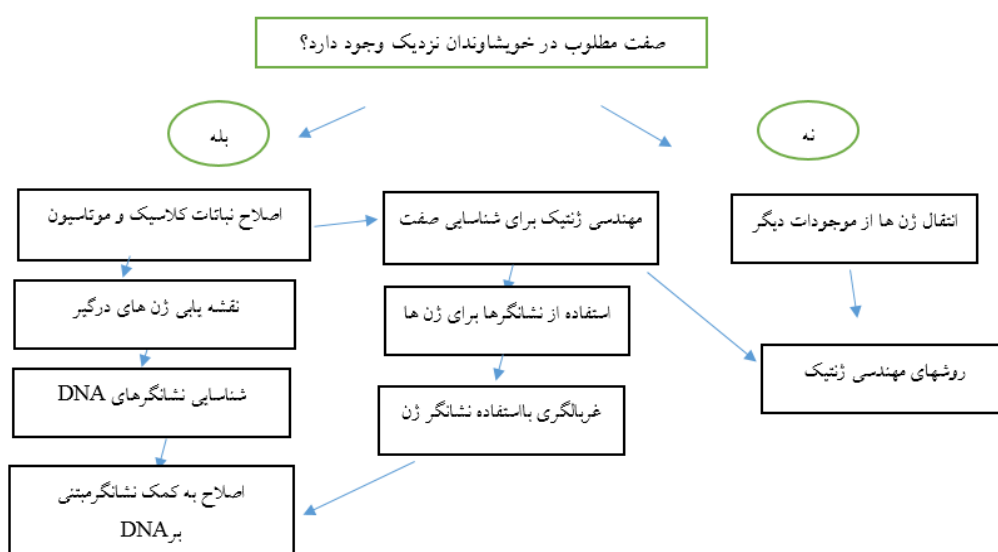 صفت مطلوب در خویشاوندان نزدیک وجود دارد؟
بله
نه
اصلاح نباتات کلاسیک و موتاسیون
مهندسی ژنتیک برای شناسایی صفت
انتقال ژن ها از موجودات دیگر
نقشه یابی ژن های درگیر
استفاده از نشانگرها برای ژن ها
روشهای مهندسی ژنتیک
شناسایی نشانگرهای DNA
غربالگری بااستفاده نشانگر ژن
اصلاح به کمک نشانگرمبتنی
برDNA